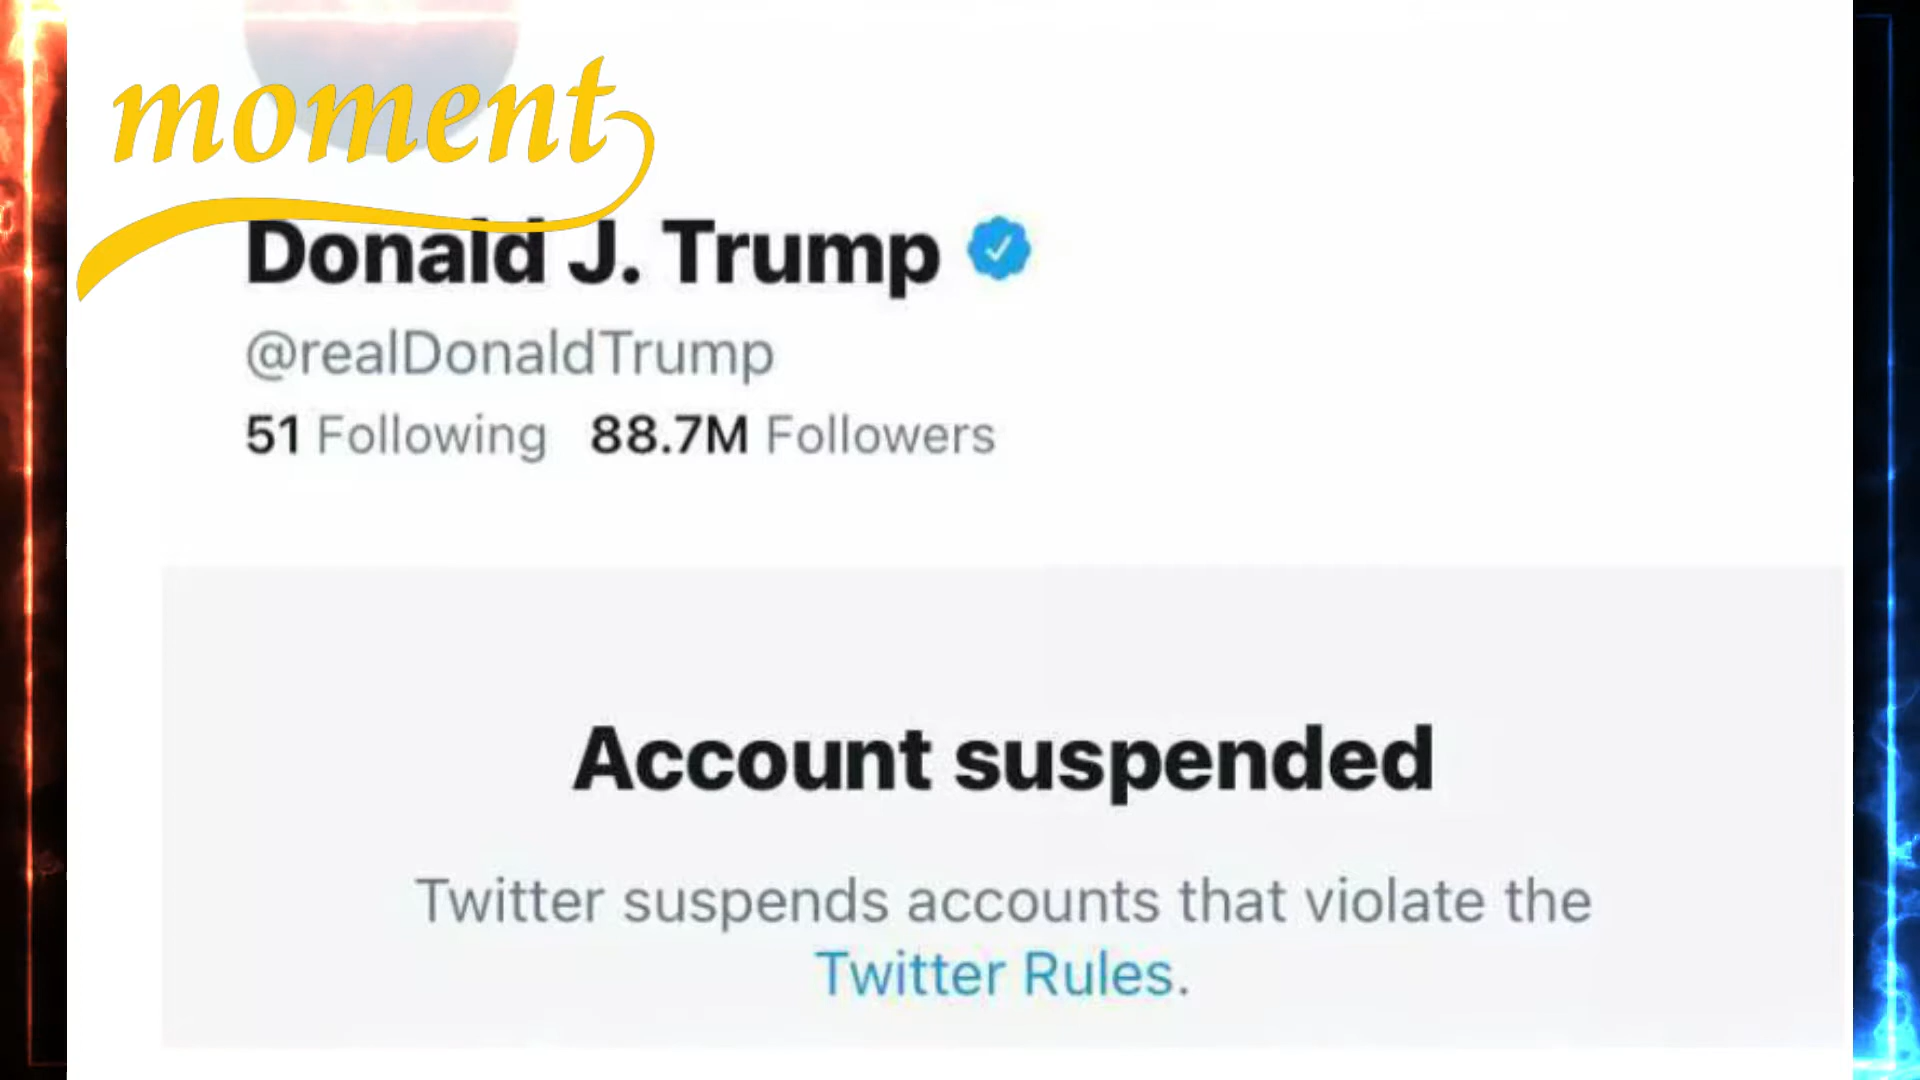 moment
Donald J. Trump
@realDonaldTrump
51 Following 88.7M Followers
Account suspended
Twitter suspends accounts that violate the
Twitter Rules.